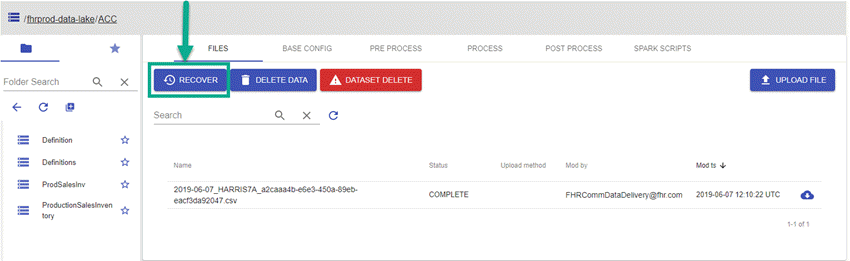 /fhrprod-data-lake/ACC
FILES
BASE CONFIG
PRE PROCESS
PROCESS
POST PROCESS
SPARK SCRIPTS
Folder Search
RECOVER
DELETE DATA
DATASET DELETE
UPLOAD FILE
Search
Definition
Definitions
ProdSalesInv
ProductionSalesInven
tory
Name
Status
Upload method
Mod by
Mod ts
2019-06-07_HARRIS7A_a2caaa4b-e6e3-450a-89eb-
eacf3da92047.csv
COMPLETE
FHRCommDataDelivery@fhr.com
2019-06-07 12:10:22 UTC
1-1 of 1